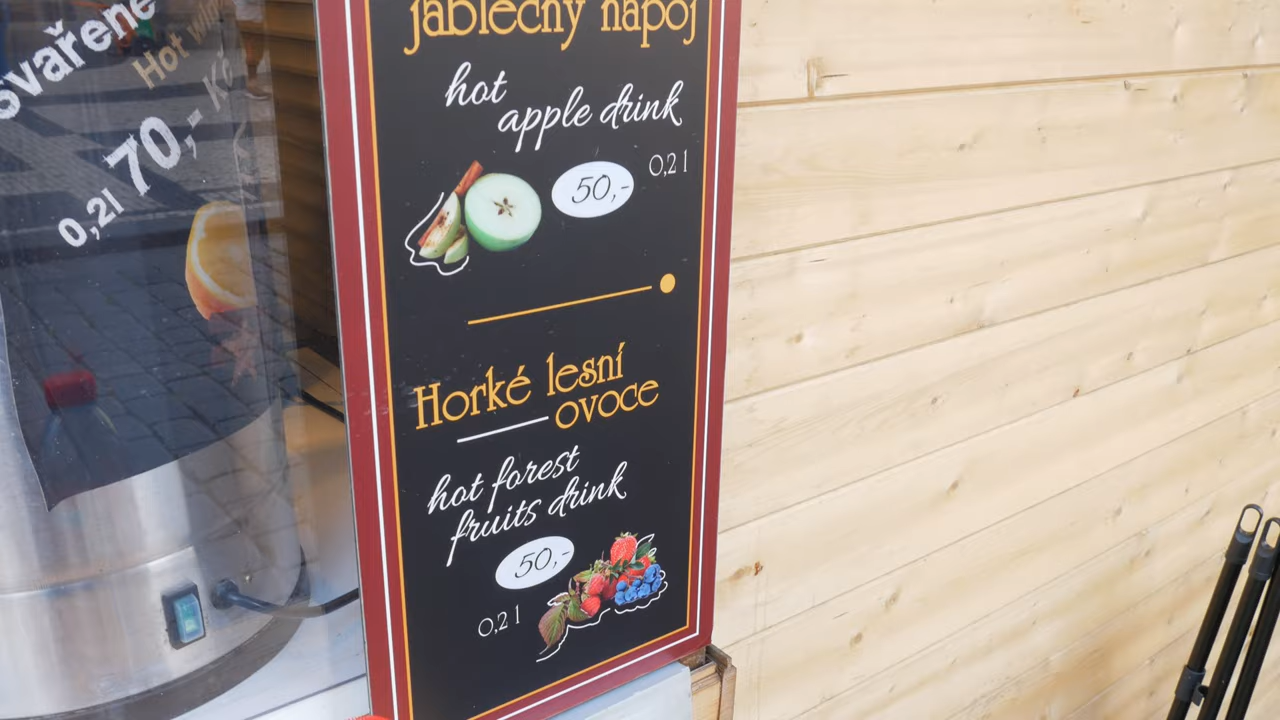 svařené
Hot wine
0,2l 70,- Kč
jablečný nápoj
hot
apple drink
50,-
0,2 l
Horké lesní
ovoce
hot forest
fruits drink
50,-
0,2 l